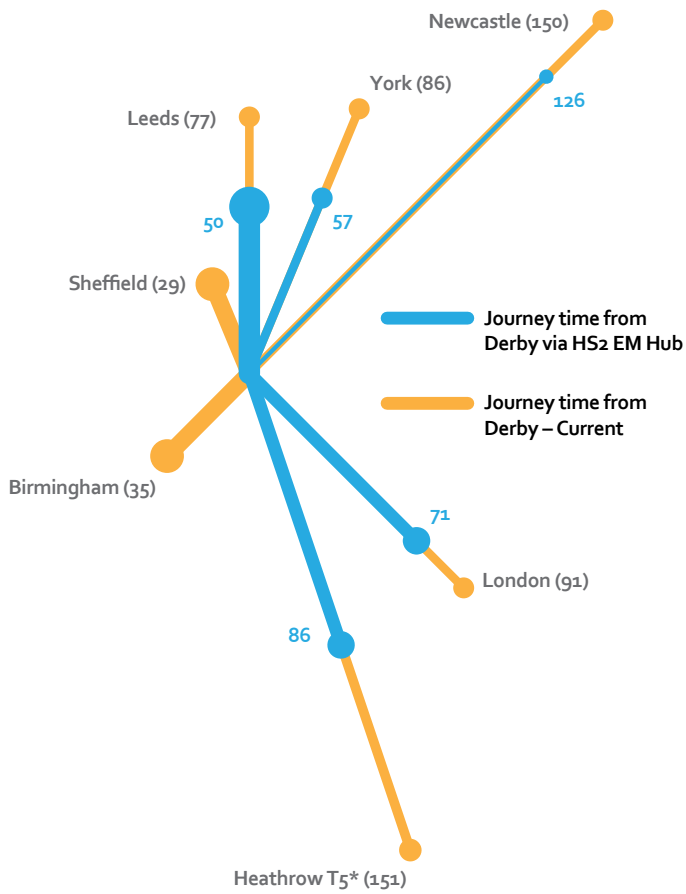 Newcastle (150)
126
York (86)
57
Leeds (77)
50
Sheffield (29)
Journey time from
Derby via HS2 EM Hub
Journey time from
Derby – Current
Birmingham (35)
71
London (91)
86
Heathrow T5* (151)